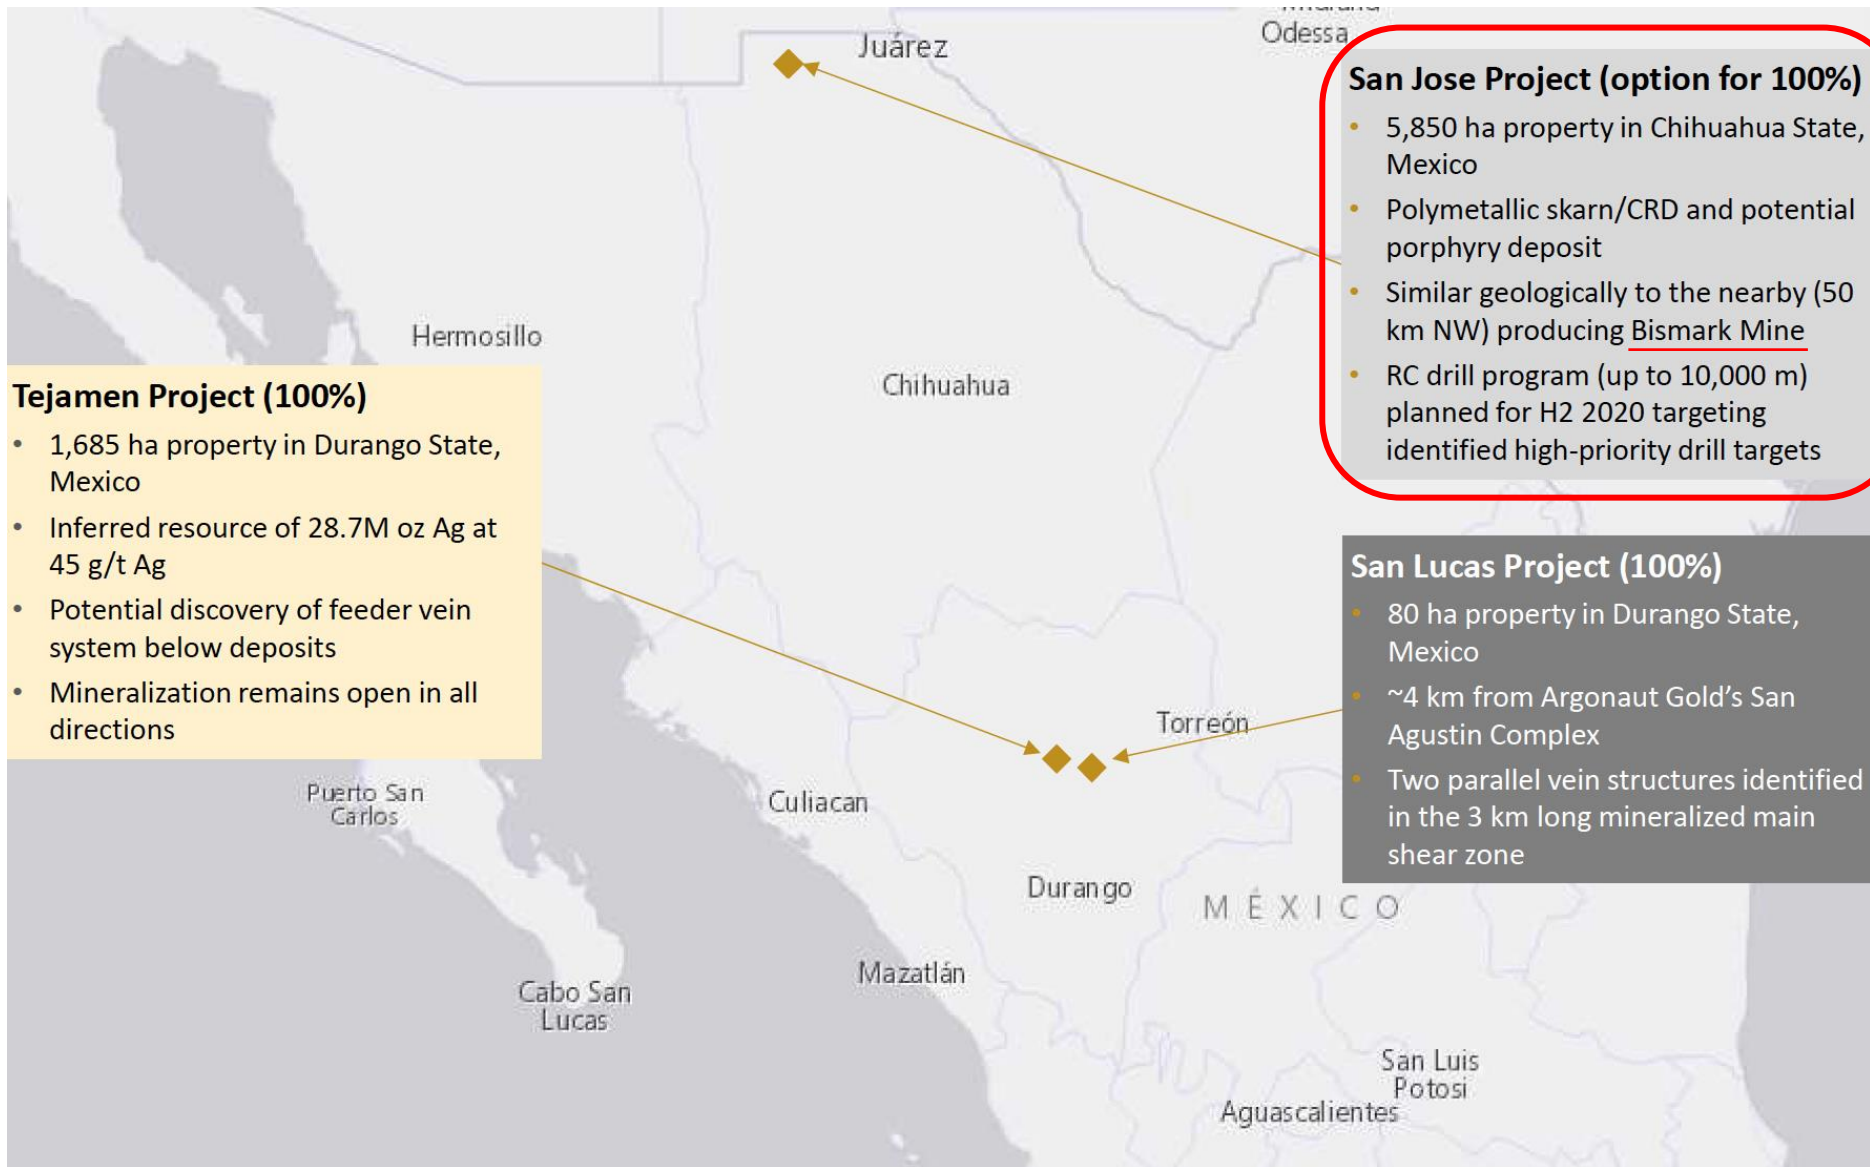 Odessa
Juárez
San Jose Project (option for 100%)
• 5,850 ha property in Chihuahua State,
Mexico
• Polymetallic skarn/CRD and potential
porphyry deposit
• Similar geologically to the nearby (50
km NW) producing Bismark Mine
• RC drill program (up to 10,000 m)
planned for H2 2020 targeting
identified high-priority drill targets
Hermosillo
Chihuahua
Tejamen Project (100%)
• 1,685 ha property in Durango State,
Mexico
• Inferred resource of 28.7M oz Ag at
45 g/t Ag
• Potential discovery of feeder vein
system below deposits
• Mineralization remains open in all
directions
San Lucas Project (100%)
• 80 ha property in Durango State,
Mexico
• ~4 km from Argonaut Gold’s San
Agustin Complex
• Two parallel vein structures identified
in the 3 km long mineralized main
shear zone
Torreón
Puerto San
Carlos
Culiacan
Durango
MÉXICO
Mazatlán
Cabo San
Lucas
San Luis
Potosi
Aguascalientes